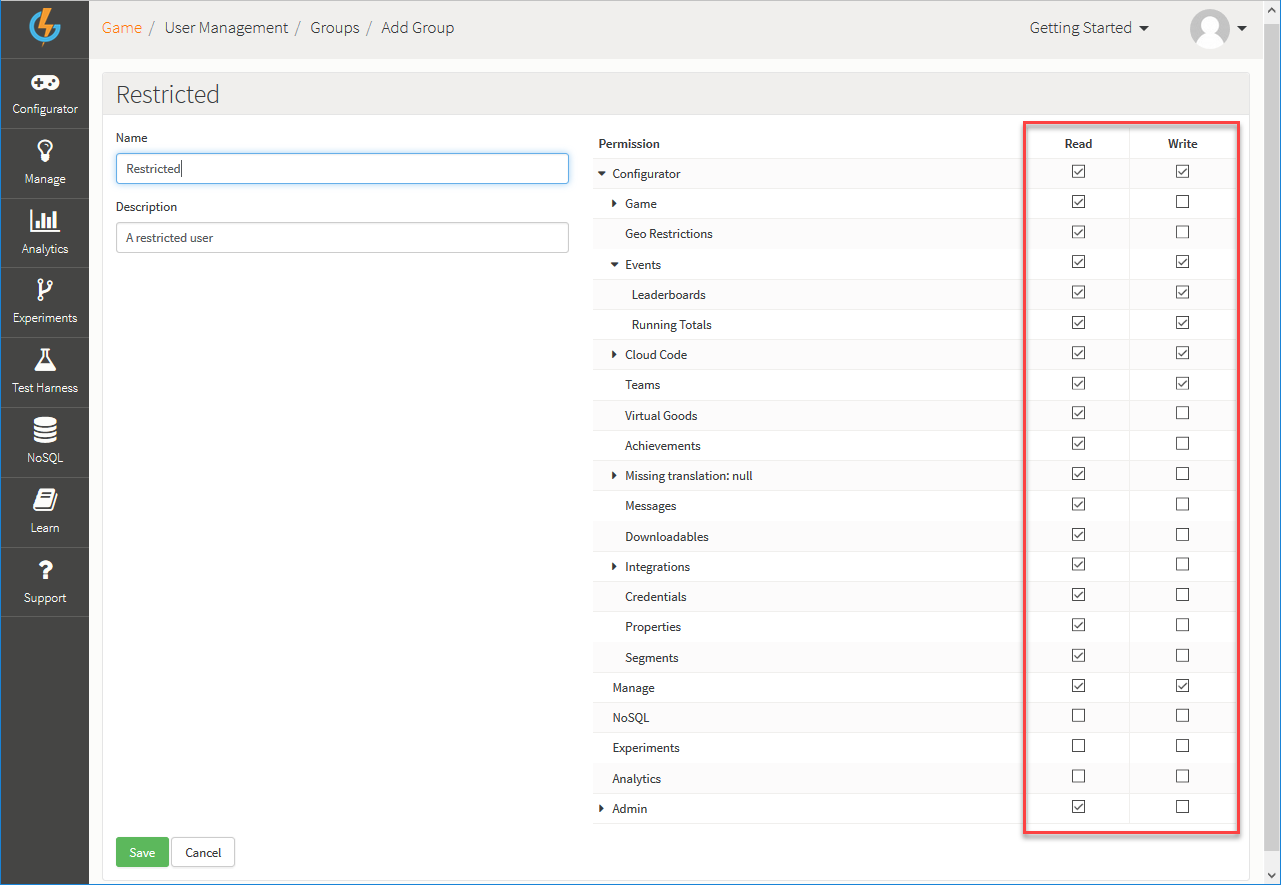 Game / User Management / Groups / Add Group
Getting Started
Configurator
Manage
Analytics
Experiments
Test Harness
NoSQL
Learn
?
Support
Restricted
Name
Restricted
Description
A restricted user
Save
Cancel
Permission Read Write
Configurator
Game
Geo Restrictions
Events
Leaderboards
Running Totals
Cloud Code
Teams
Virtual Goods
Achievements
Missing translation: null
Messages
Downloadables
Integrations
Credentials
Properties
Segments
Manage
NoSQL
Experiments
Analytics
Admin